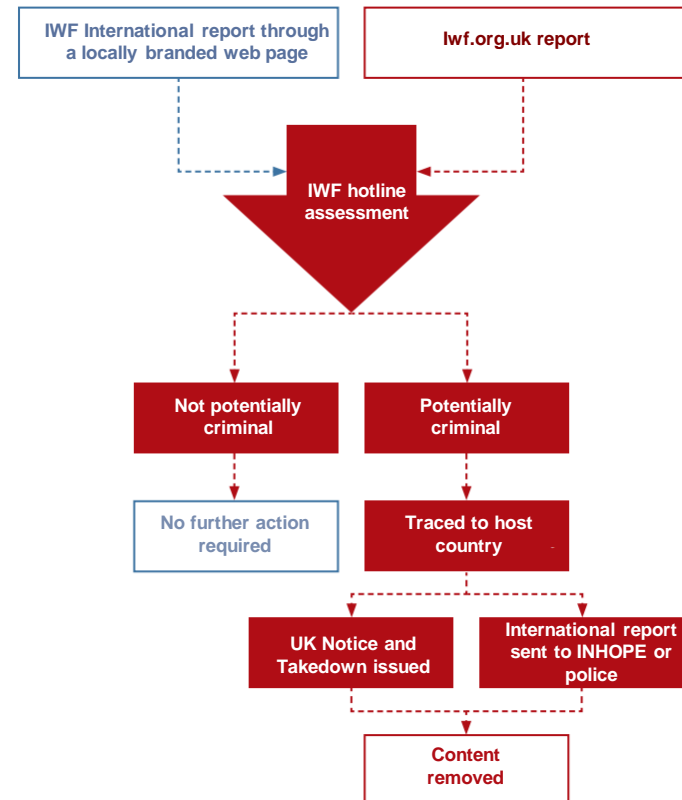 IWF International report through
a locally branded web page
Iwf.org.uk report
IWF hotline
assessment
Not potentially
criminal
Potentially
criminal
No further action
required
Traced to host
country
UK Notice and
Takedown issued
International report
sent to INHOPE or
police
Content
removed